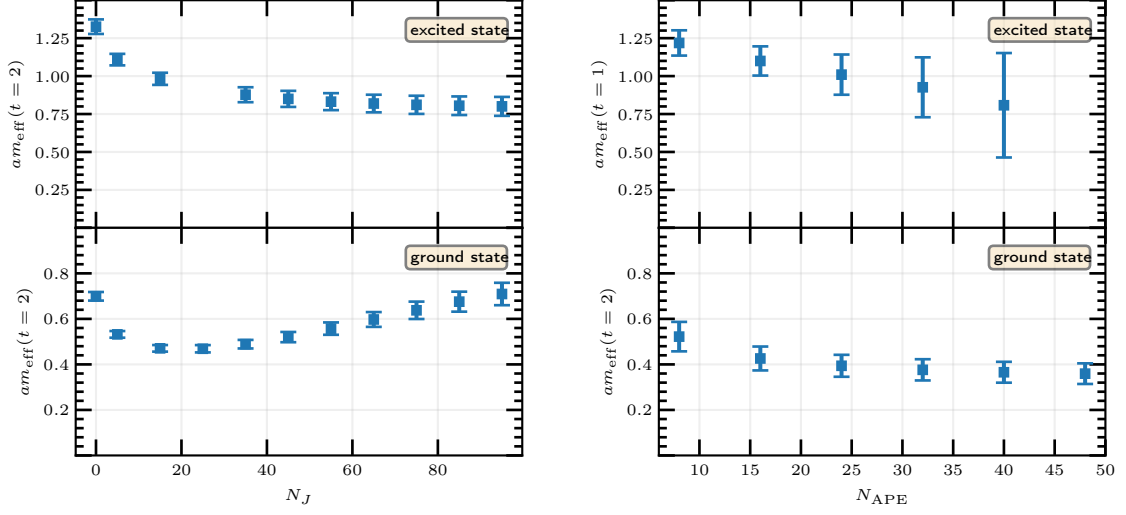 am_eff(t = 2)
1.25
1.00
0.75
0.50
0.25
excited state
am_eff(t = 2)
0.8
0.6
0.4
0.2
ground state
0 20 40 60 80
N_J
am_eff(t = 1)
1.25
1.00
0.75
0.50
0.25
excited state
am_eff(t = 2)
0.8
0.6
0.4
0.2
ground state
10 15 20 25 30 35 40 45 50
N_APE